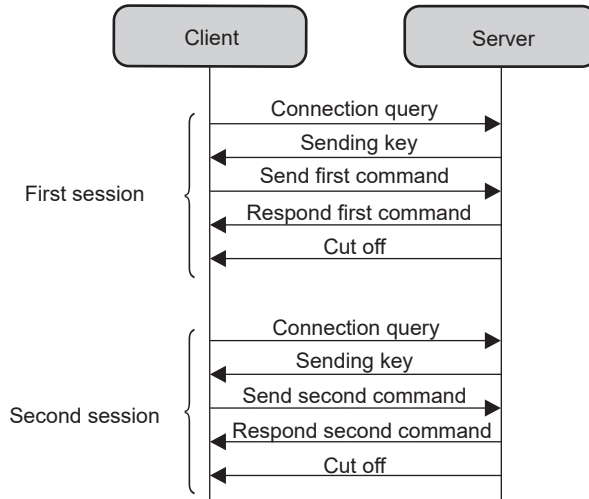 Client
Server
Connection query
Sending key
Send first command
First session
Respond first command
Cut off
Connection query
Sending key
Send second command
Second session
Respond second command
Cut off